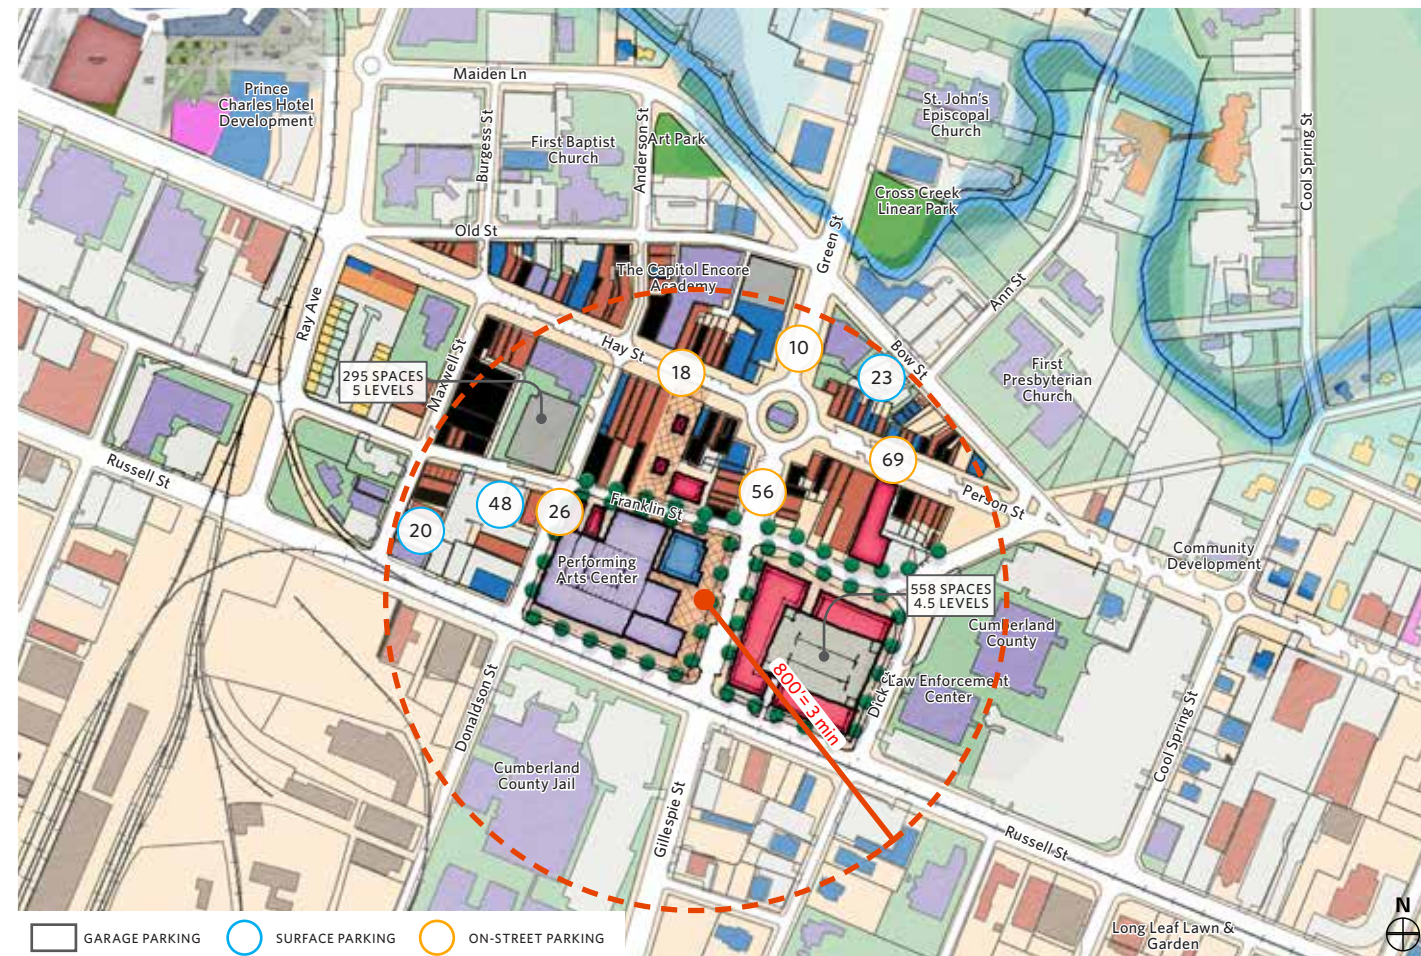 Maiden Ln
Prince
Charles Hotel
Development
Burgess St
First Baptist
Church
Anderson St
Art Park
St. John's
Episcopal
Church
Cool Spring St
Cross Creek
Linear Park
Old St
Green St
The Capitol Encore
Academy
Ann St
Ray Ave
Hay St
10
Bow St
Maxwell St
295 SPACES
5 LEVELS
18
23
First
Presbyterian
Church
69
Russell St
48
26
Franklin St
56
Person St
20
Performing
Arts Center
Community
Development
558 SPACES
4.5 LEVELS
Cumberland
County
Law Enforcement
Center
800'= 3 min
Dick
Donaldson St
Cumberland
County Jail
Gillespie St
Cool Spring St
Russell St
Long Leaf Lawn &
Garden
N
GARAGE PARKING
SURFACE PARKING
ON-STREET PARKING